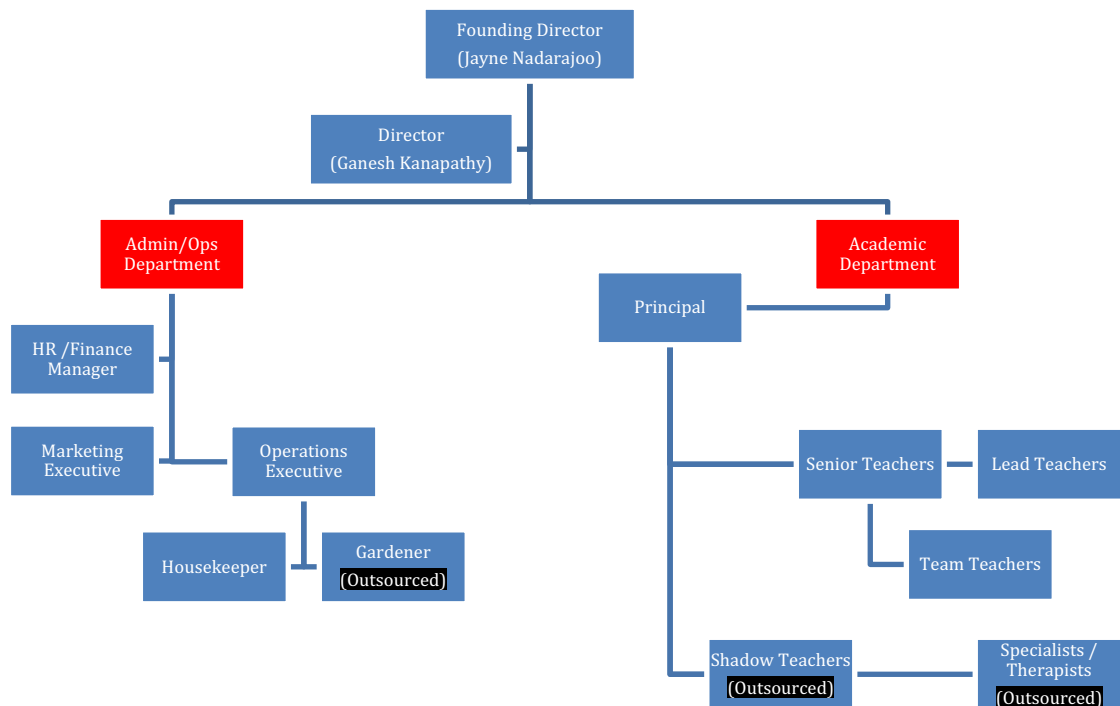 Founding Director
(Jayne Nadarajoo)
Director
(Ganesh Kanapathy)
Admin/Ops
Department
Academic
Department
Principal
HR /Finance
Manager
Marketing
Executive
Operations
Executive
Senior Teachers
Lead Teachers
Housekeeper
Gardener
(Outsourced)
Team Teachers
Shadow Teachers
(Outsourced)
Specialists /
Therapists
(Outsourced)